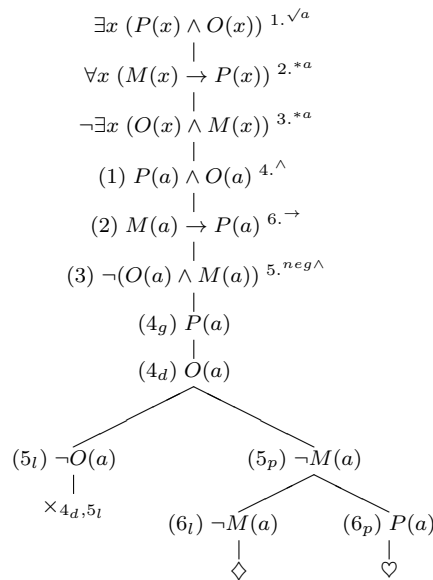 ∃x (P(x) ∧ O(x)) 1.√a
∀x (M(x) → P(x)) 2.*a
¬∃x (O(x) ∧ M(x)) 3.*a
(1) P(a) ∧ O(a) 4.∧
(2) M(a) → P(a) 6.→
(3) ¬(O(a) ∧ M(a)) 5.neg∧
(4g) P(a)
(4d) O(a)
(5l) ¬O(a) (5p) ¬M(a)
×4d,5l
(6l) ¬M(a) (6p) P(a)
♢ ♡